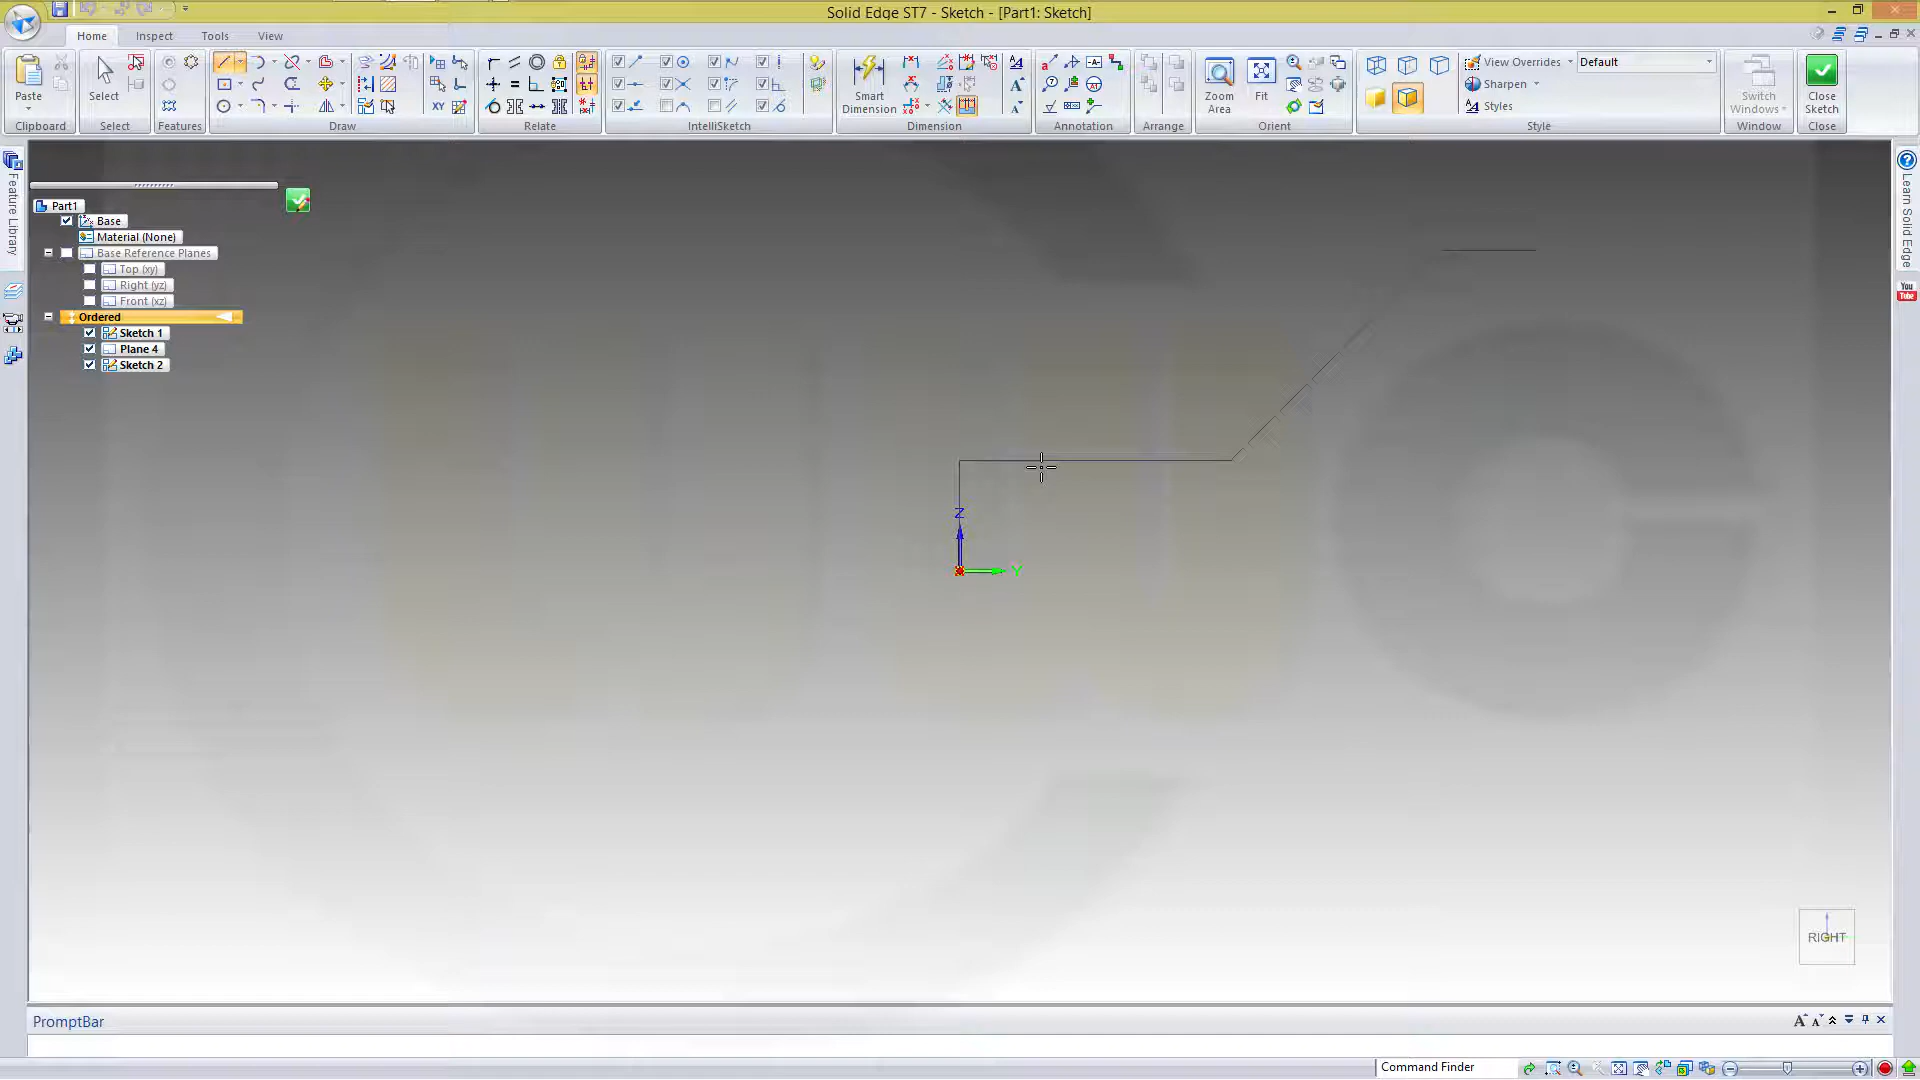 Solid Edge ST7 - Sketch - [Part1: Sketch]
Home Inspect Tools View
Paste
Clipboard
Select
Select
Features
Draw
Relate
IntelliSketch
Smart Dimension
Dimension
Annotation
Arrange
Zoom Area
Fit
Orient
View Overrides
Default
Sharpen
Styles
Style
Switch Windows
Window
Close Sketch
Close
Feature Library
Learn Solid Edge
You Tube
Part1
Base
Material (None)
Base Reference Planes
Top (xy)
Right (yz)
Front (xz)
Ordered
Sketch 1
Plane 4
Sketch 2
Z
Y
RIGHT
PromptBar
Command Finder